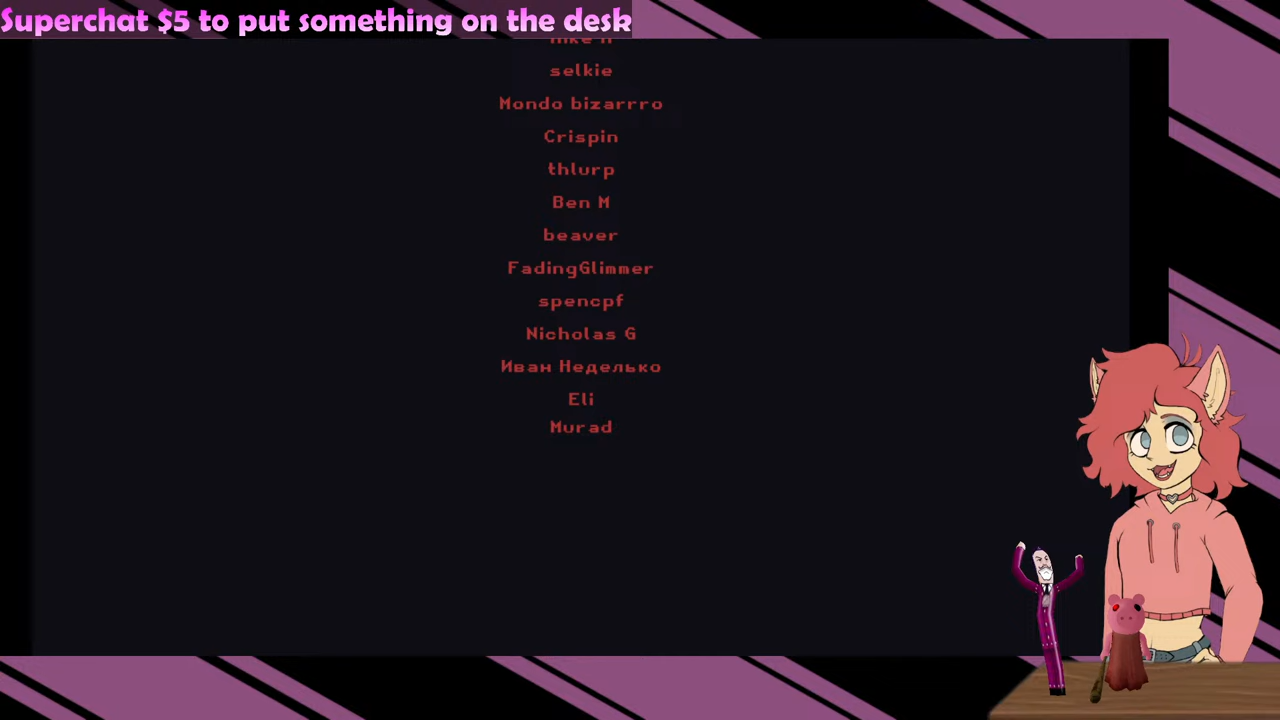 Superchat $5 to put something on the desk
selkie
Mondo bizarrro
Crispin
thlurp
Ben M
beaver
FadingGlimmer
spencpf
Nicholas G
Иван Неделько
Eli
Murad